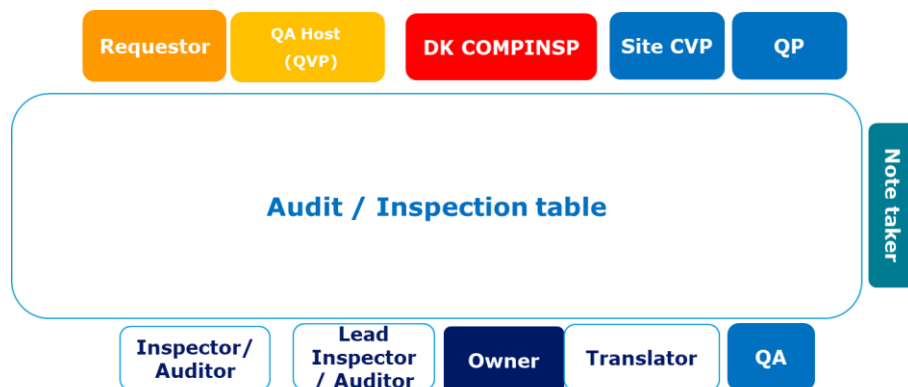 Requestor
QA Host
(QVP)
DK COMPINSP
Site CVP
QP
Audit / Inspection table
Note taker
Inspector/
Auditor
Lead
Inspector
/ Auditor
Owner
Translator
QA